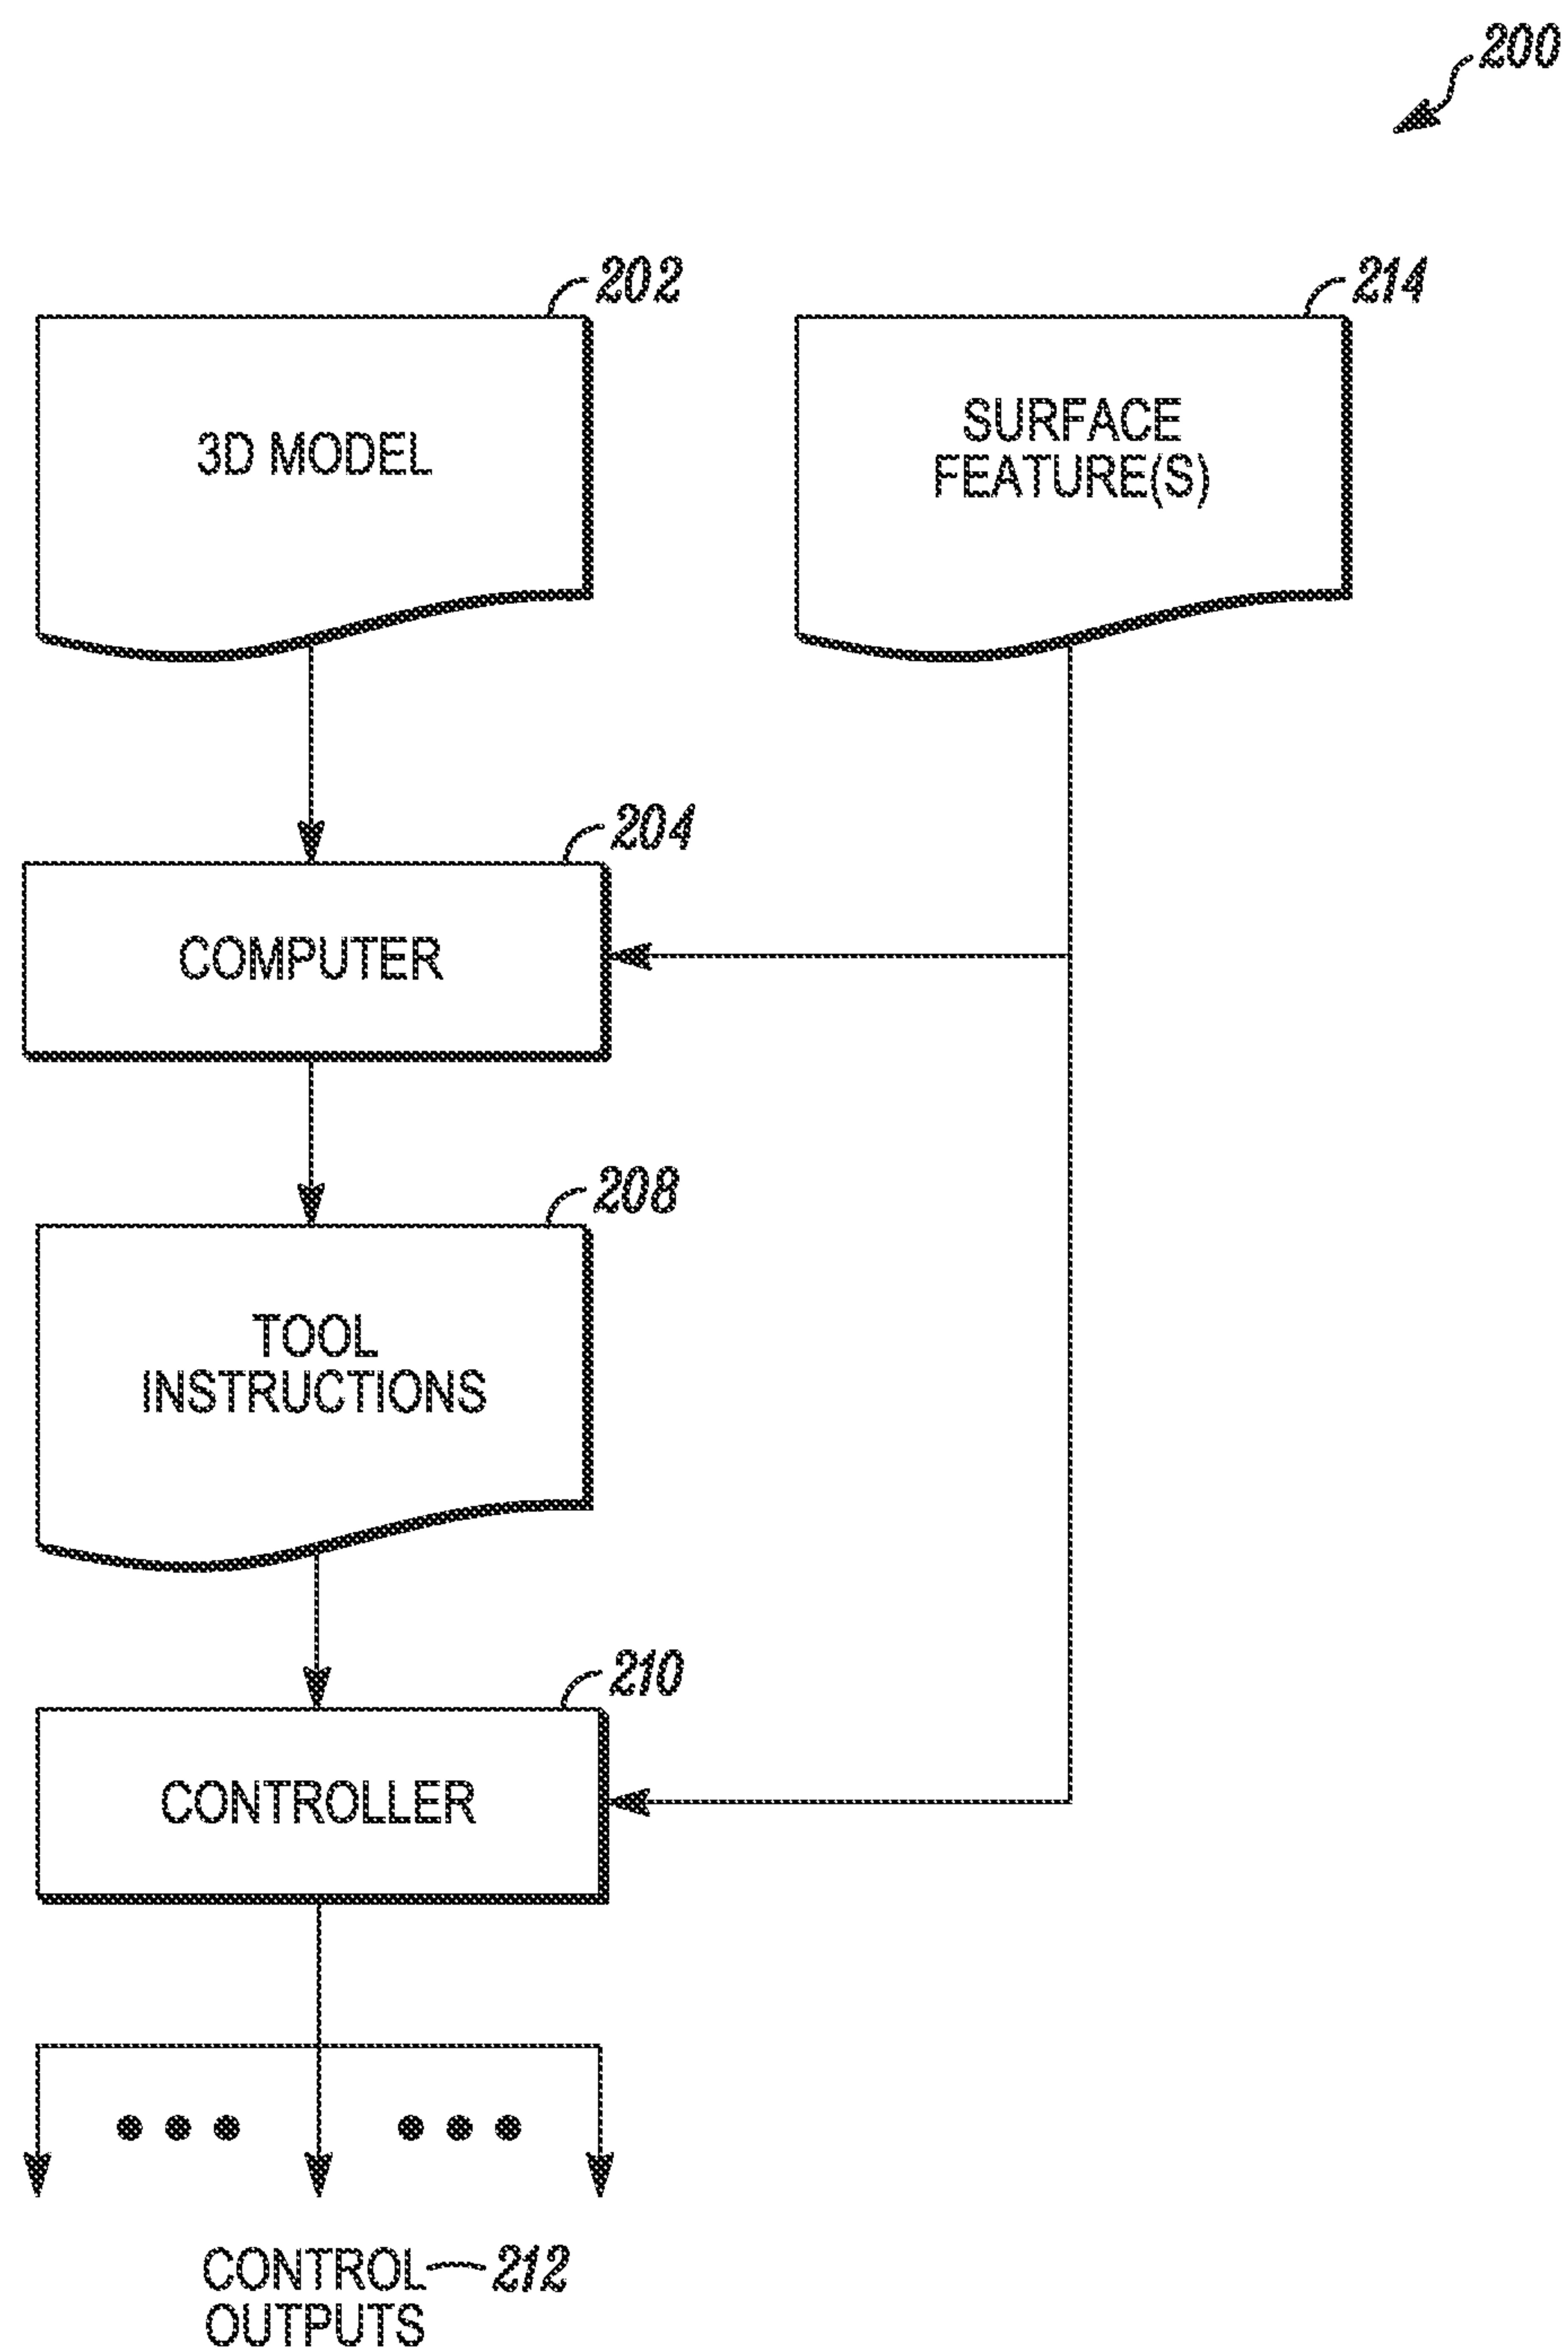 200
202
214
3D MODEL
SURFACE
FEATURE(S)
204
COMPUTER
208
TOOL
INSTRUCTIONS
210
CONTROLLER
CONTROL 212
OUTPUTS